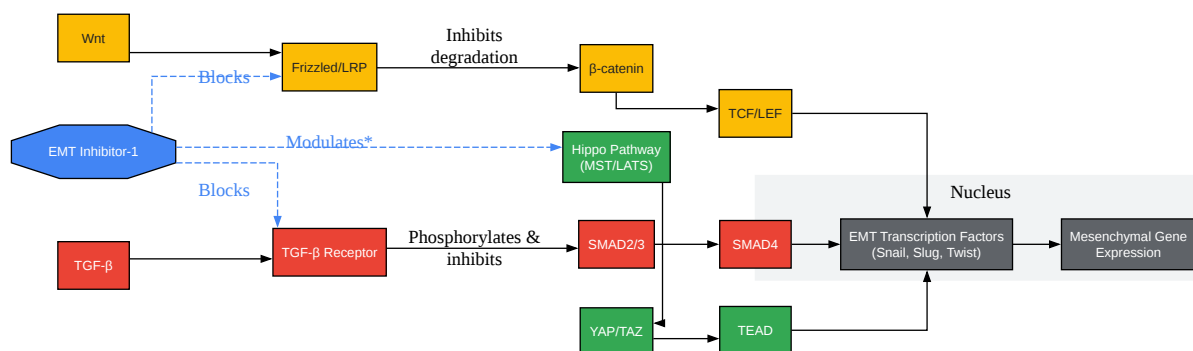 Wnt
Inhibits
degradation
Frizzled/LRP
β-catenin
Blocks
TCF/LEF
EMT Inhibitor-1
Modulates*
Hippo Pathway
(MST/LATS)
Blocks
Nucleus
TGF-β
TGF-β Receptor
Phosphorylates &
inhibits
SMAD2/3
SMAD4
EMT Transcription Factors
(Snail, Slug, Twist)
Mesenchymal Gene
Expression
YAP/TAZ
TEAD